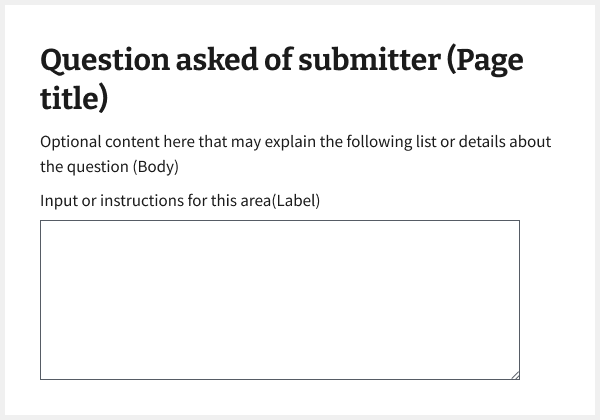 Question asked of submitter (Page
title)
Optional content here that may explain the following list or details about
the question (Body)
Input or instructions for this area(Label)